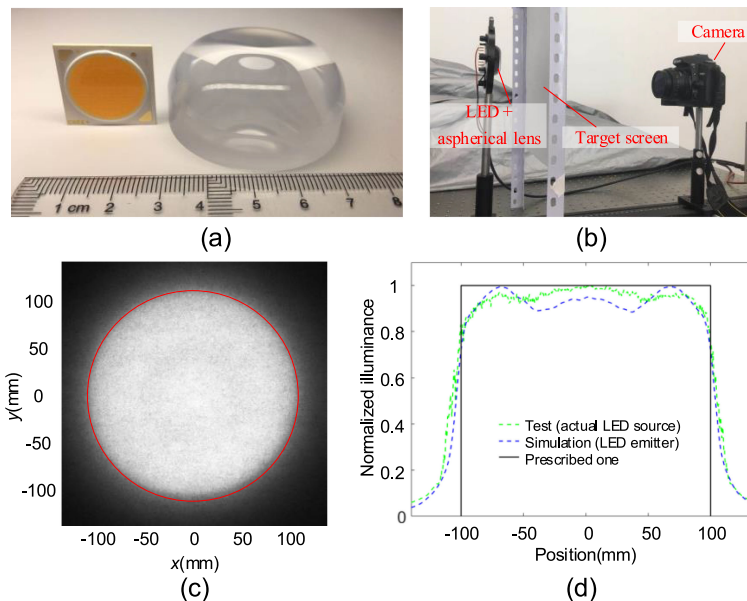 1 cm 2 3 4 5 6 7 8
(a)
Camera
LED+
aspherical lens
Target screen
(b)
100
50
0
-50
-100
y(mm)
-100 -50 0 50 100
x(mm)
(c)
1
0.8
0.6
0.4
0.2
0
Normalized illuminance
Test (actual LED source)
Simulation (LED emitter)
Prescribed one
-100 -50 0 50 100
Position(mm)
(d)